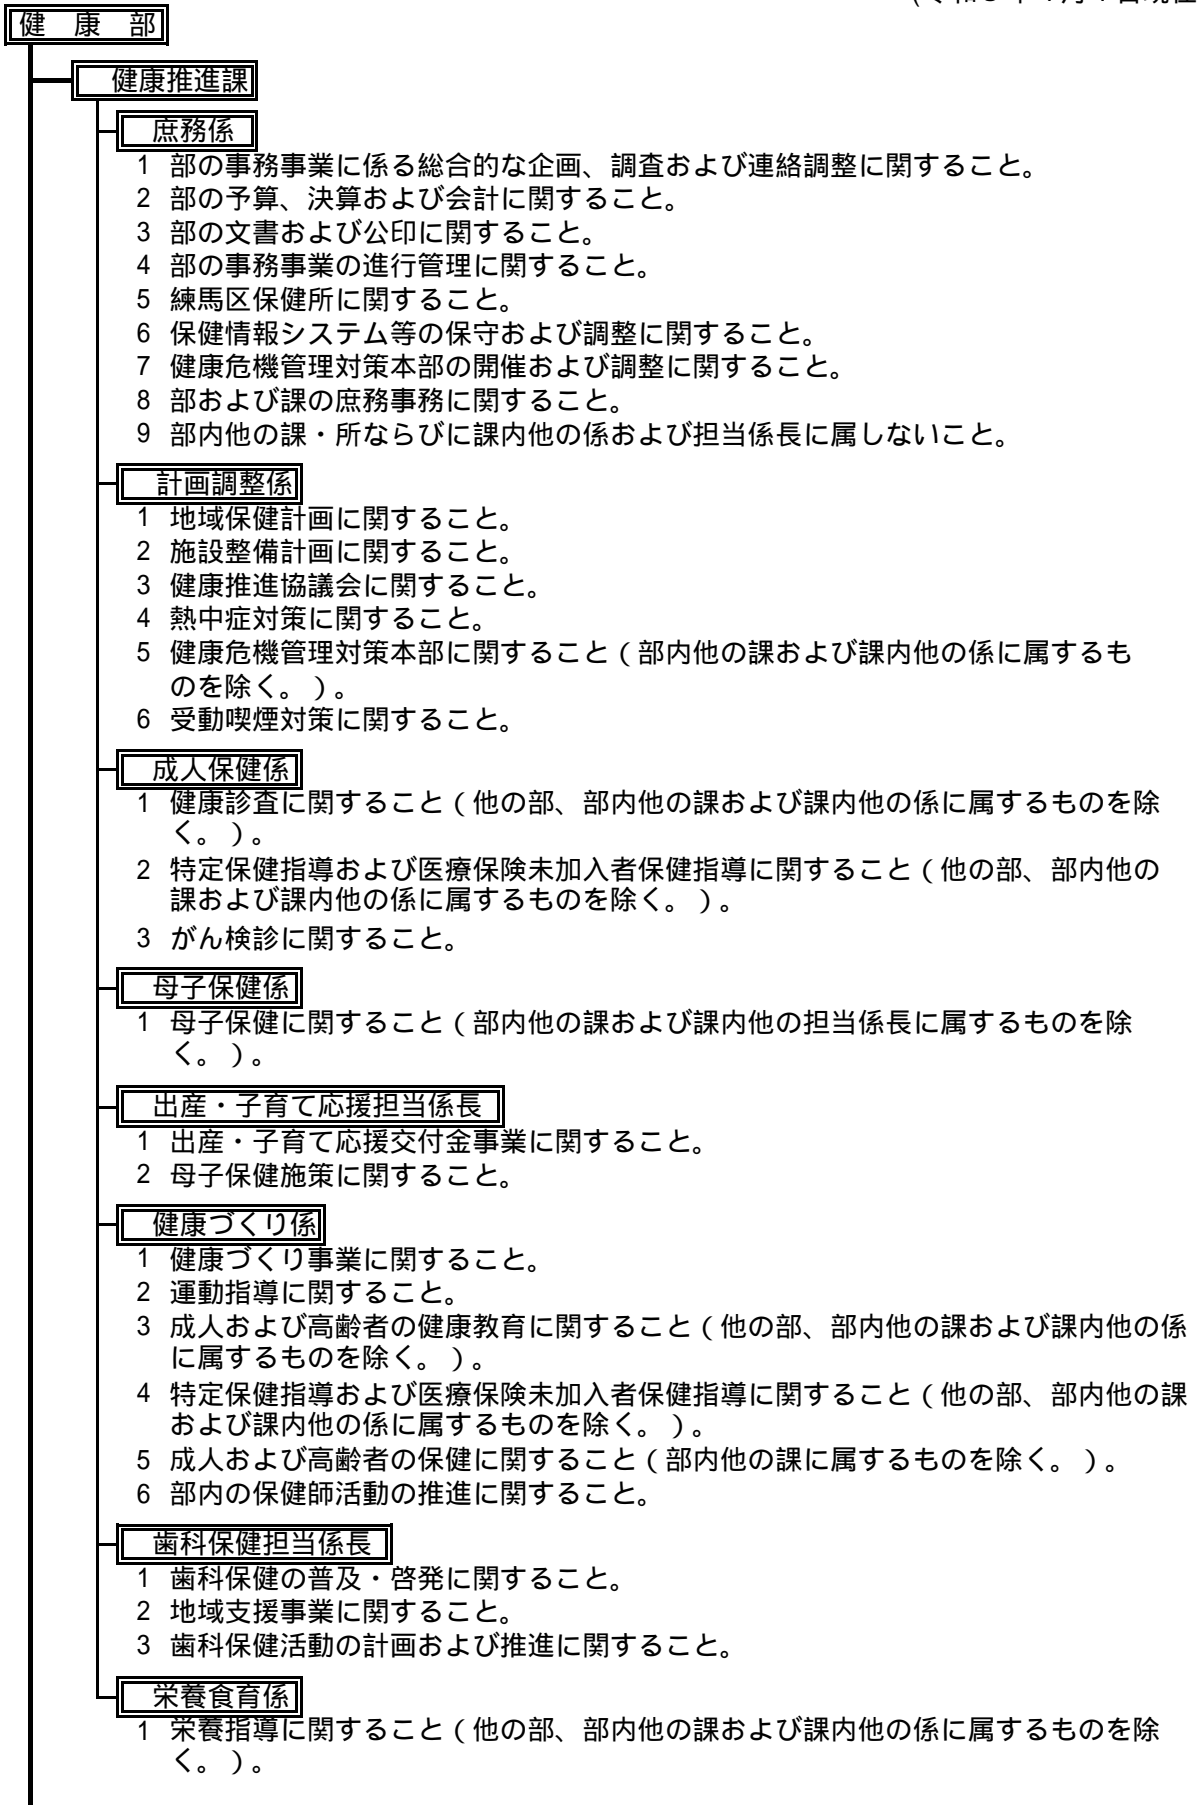 健　康　部
健康推進課
庶務係
1 部の事務事業に係る総合的な企画、調査および連絡調整に関すること。
2 部の予算、決算および会計に関すること。
3 部の文書および公印に関すること。
4 部の事務事業の進行管理に関すること。
5 練馬区保健所に関すること。
6 保健情報システム等の保守および調整に関すること。
7 健康危機管理対策本部の開催および調整に関すること。
8 部および課の庶務事務に関すること。
9 部内他の課・所ならびに課内他の係および担当係長に属しないこと。
計画調整係
1 地域保健計画に関すること。
2 施設整備計画に関すること。
3 健康推進協議会に関すること。
4 熱中症対策に関すること。
5 健康危機管理対策本部に関すること（部内他の課および課内他の係に属するも
のを除く。）。
6 受動喫煙対策に関すること。
成人保健係
1 健康診査に関すること（他の部、部内他の課および課内他の係に属するものを除
く。）。
2 特定保健指導および医療保険未加入者保健指導に関すること（他の部、部内他の
課および課内他の係に属するものを除く。）。
3 がん検診に関すること。
母子保健係
1 母子保健に関すること（部内他の課および課内他の担当係長に属するものを除
く。）。
出産・子育て応援担当係長
1 出産・子育て応援交付金事業に関すること。
2 母子保健施策に関すること。
健康づくり係
1 健康づくり事業に関すること。
2 運動指導に関すること。
3 成人および高齢者の健康教育に関すること（他の部、部内他の課および課内他の係
に属するものを除く。）。
4 特定保健指導および医療保険未加入者保健指導に関すること（他の部、部内他の課
および課内他の係に属するものを除く。）。
5 成人および高齢者の保健に関すること（部内他の課に属するものを除く。）。
6 部内の保健師活動の推進に関すること。
歯科保健担当係長
1 歯科保健の普及・啓発に関すること。
2 地域支援事業に関すること。
3 歯科保健活動の計画および推進に関すること。
栄養食育係
1 栄養指導に関すること（他の部、部内他の課および課内他の係に属するものを除
く。）。